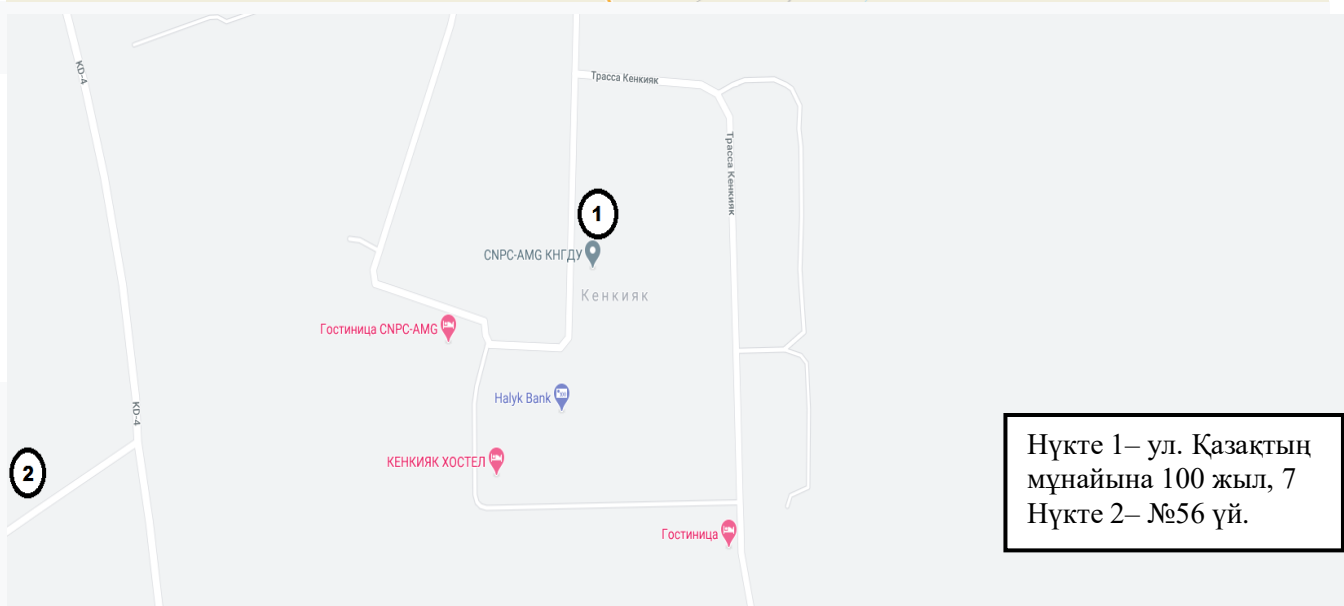 KD-4
Трасса Кенкияк
Трасса Кенкияк
1
CNPC-AMG КНГДУ
Кенкияк
Гостиница CNPC-AMG
Halyk Bank
KD-4
КЕНКИЯК ХОСТЕЛ
2
Гостиница
Нүкте 1– ул. Қазақтың
мұнайына 100 жыл, 7
Нүкте 2– №56 үй.